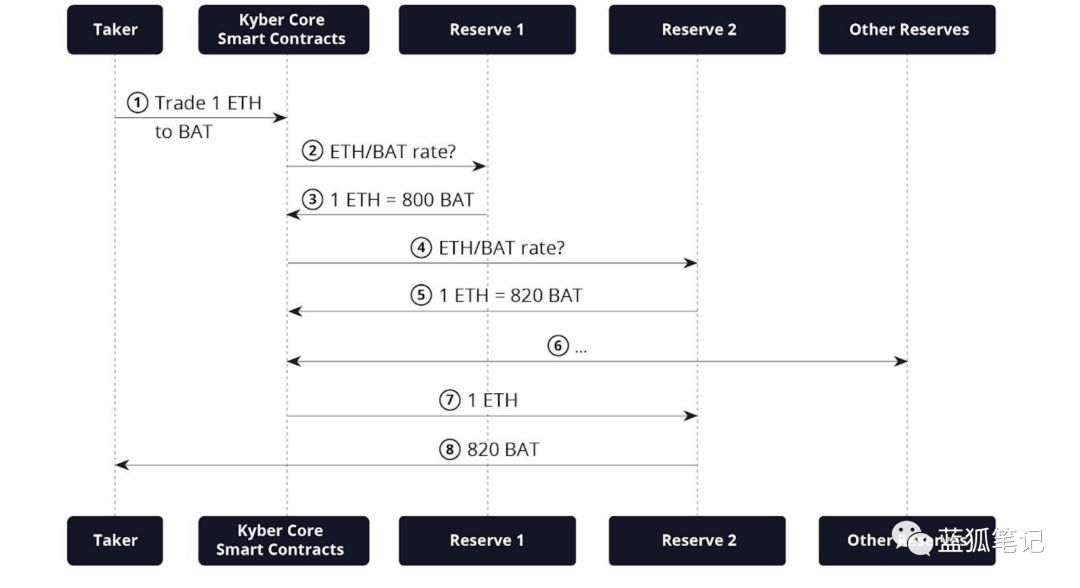 Taker
Kyber Core
Smart Contracts
Reserve 1
Reserve 2
Other Reserves
① Trade 1 ETH
to BAT
② ETH/BAT rate?
③ 1 ETH = 800 BAT
④ ETH/BAT rate?
⑤ 1 ETH = 820 BAT
⑥ ...
⑦ 1 ETH
⑧ 820 BAT
Taker
Kyber Core
Smart Contracts
Reserve 1
Reserve 2
Other Reserves
蓝狐笔记